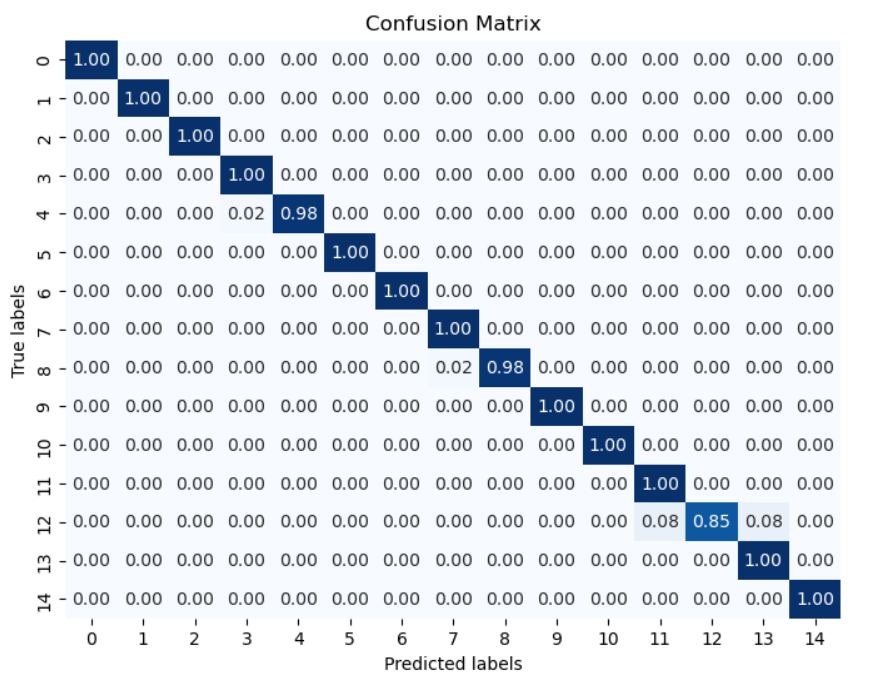 Confusion Matrix
0 1.00 0.00 0.00 0.00 0.00 0.00 0.00 0.00 0.00 0.00 0.00 0.00 0.00 0.00 0.00
1 0.00 1.00 0.00 0.00 0.00 0.00 0.00 0.00 0.00 0.00 0.00 0.00 0.00 0.00 0.00
2 0.00 0.00 1.00 0.00 0.00 0.00 0.00 0.00 0.00 0.00 0.00 0.00 0.00 0.00 0.00
3 0.00 0.00 0.00 1.00 0.00 0.00 0.00 0.00 0.00 0.00 0.00 0.00 0.00 0.00 0.00
4 0.00 0.00 0.00 0.02 0.98 0.00 0.00 0.00 0.00 0.00 0.00 0.00 0.00 0.00 0.00
5 0.00 0.00 0.00 0.00 0.00 1.00 0.00 0.00 0.00 0.00 0.00 0.00 0.00 0.00 0.00
6 0.00 0.00 0.00 0.00 0.00 0.00 1.00 0.00 0.00 0.00 0.00 0.00 0.00 0.00 0.00
7 0.00 0.00 0.00 0.00 0.00 0.00 0.00 1.00 0.00 0.00 0.00 0.00 0.00 0.00 0.00
8 0.00 0.00 0.00 0.00 0.00 0.00 0.00 0.02 0.98 0.00 0.00 0.00 0.00 0.00 0.00
9 0.00 0.00 0.00 0.00 0.00 0.00 0.00 0.00 0.00 1.00 0.00 0.00 0.00 0.00 0.00
10 0.00 0.00 0.00 0.00 0.00 0.00 0.00 0.00 0.00 0.00 1.00 0.00 0.00 0.00 0.00
11 0.00 0.00 0.00 0.00 0.00 0.00 0.00 0.00 0.00 0.00 0.00 1.00 0.00 0.00 0.00
12 0.00 0.00 0.00 0.00 0.00 0.00 0.00 0.00 0.00 0.00 0.00 0.08 0.85 0.08 0.00
13 0.00 0.00 0.00 0.00 0.00 0.00 0.00 0.00 0.00 0.00 0.00 0.00 0.00 1.00 0.00
14 0.00 0.00 0.00 0.00 0.00 0.00 0.00 0.00 0.00 0.00 0.00 0.00 0.00 0.00 1.00
True labels
0 1 2 3 4 5 6 7 8 9 10 11 12 13 14
Predicted labels